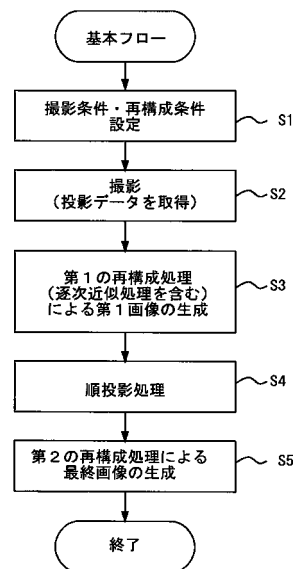 基本フロー
撮影条件・再構成条件
設定
S1
撮影
(投影データを取得)
S2
第1の再構成処理
(逐次近似処理を含む)
による第1画像の生成
S3
順投影処理
S4
第2の再構成処理による
最終画像の生成
S5
終了